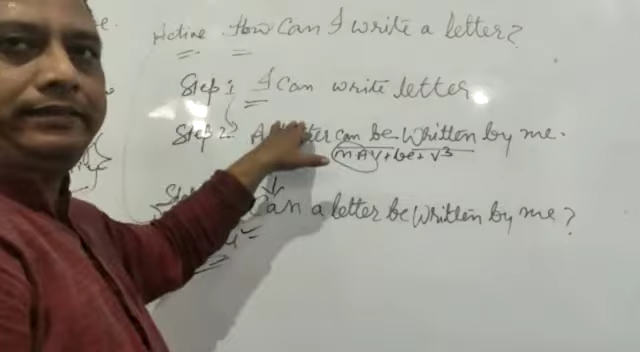 Active How Can I write a letter?
Step 1 I Can write letter
Step 2 A letter can be written by me.
MAV+be+V3
Can a letter be written by me?